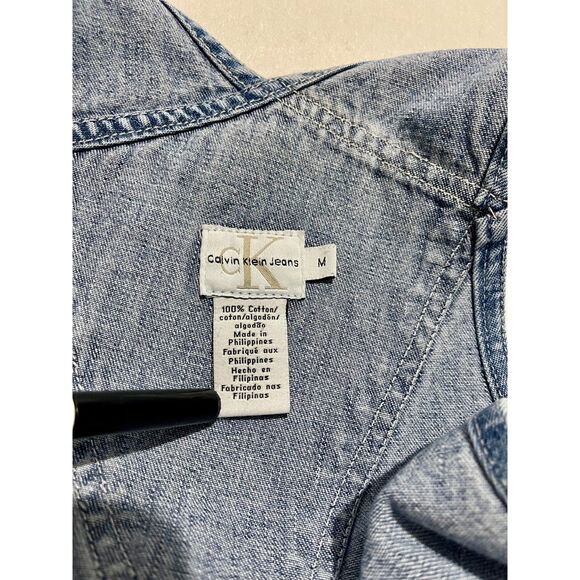 cK
Calvin Klein Jeans
M
100% Cotton/
coton/algodón/
algodão
Made in
Philippines
Fabriqué aux
Philippines
Hecho en
Filipinas
Fabricado nas
Filipinas